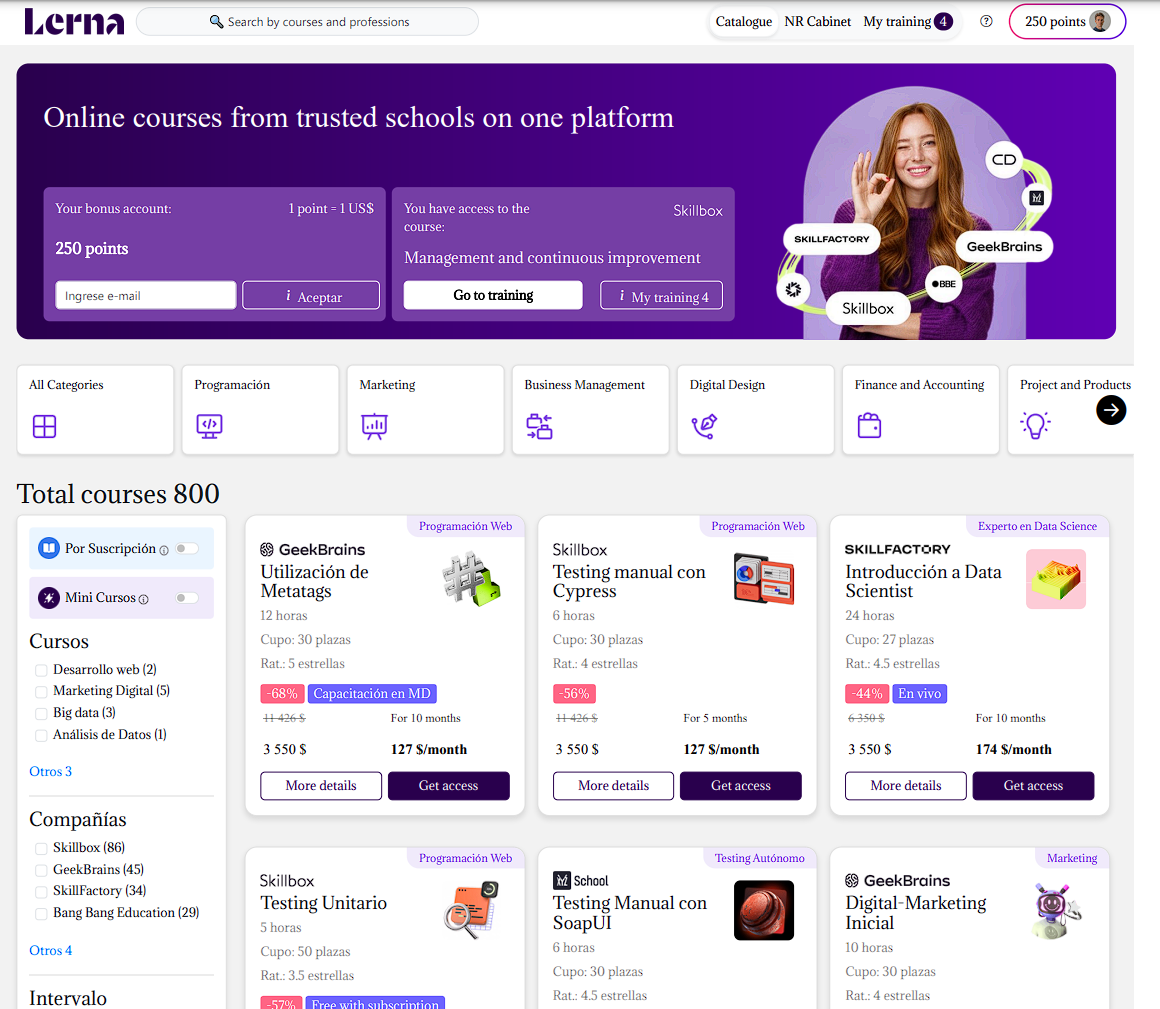 Lerna
Search by courses and professions
Catalogue
NR Cabinet
My training 4
?
250 points
Online courses from trusted schools on one platform
Your bonus account:
1 point = 1 US$
250 points
Ingrese e-mail
i Aceptar
You have access to the
course:
Skillbox
Management and continuous improvement
Go to training
i My training 4
CD
SKILLFACTORY
GeekBrains
BBE
Skillbox
All Categories
Programación
Marketing
Business Management
Digital Design
Finance and Accounting
Project and Products
Total courses 800
Por Suscripción
Mini Cursos
Cursos
Desarrollo web (2)
Marketing Digital (5)
Big data (3)
Análisis de Datos (1)
Otros 3
Compañías
Skillbox (86)
GeekBrains (45)
SkillFactory (34)
Bang Bang Education (29)
Otros 4
Intervalo
Programación Web
GeekBrains
Utilización de
Metatags
12 horas
Cupo: 30 plazas
Rat.: 5 estrellas
-68% Capacitación en MD
11 426 $
For 10 months
3 550 $
127 $/month
More details
Get access
Programación Web
Skillbox
Testing manual con
Cypress
6 horas
Cupo: 30 plazas
Rat.: 4 estrellas
-56%
11 426 $
For 5 months
3 550 $
127 $/month
More details
Get access
Experto en Data Science
SKILLFACTORY
Introducción a Data
Scientist
24 horas
Cupo: 27 plazas
Rat.: 4.5 estrellas
-44% En vivo
6 350 $
For 10 months
3 550 $
174 $/month
More details
Get access
Programación Web
Skillbox
Testing Unitario
5 horas
Cupo: 50 plazas
Rat.: 3.5 estrellas
-57% Free with subscription
Testing Autónomo
School
Testing Manual con
SoapUI
6 horas
Cupo: 30 plazas
Rat.: 4.5 estrellas
Marketing
GeekBrains
Digital-Marketing
Inicial
10 horas
Cupo: 30 plazas
Rat.: 4 estrellas